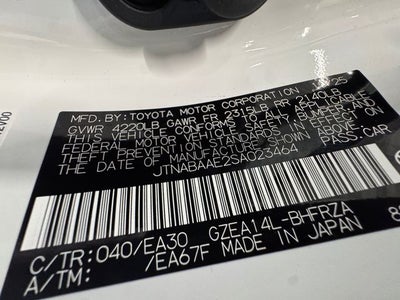 MFD. BY: TOYOTA MOTOR CORPORATION
GVWR 4220LB GAWR FR 2315LB RR 2140LB
THIS VEHICLE CONFORMS TO ALL APPLICABLE
FEDERAL MOTOR VEHICLE SAFETY, BUMPER, AND
THEFT PREVENTION STANDARDS IN EFFECT ON
THE DATE OF MANUFACTURE SHOWN ABOVE.
JTNABAAE2SA023464 PASS.CAR
C/TR: 040/EA30 GZEA14L-BHFRZA
A/TM: /EA67F MADE IN JAPAN